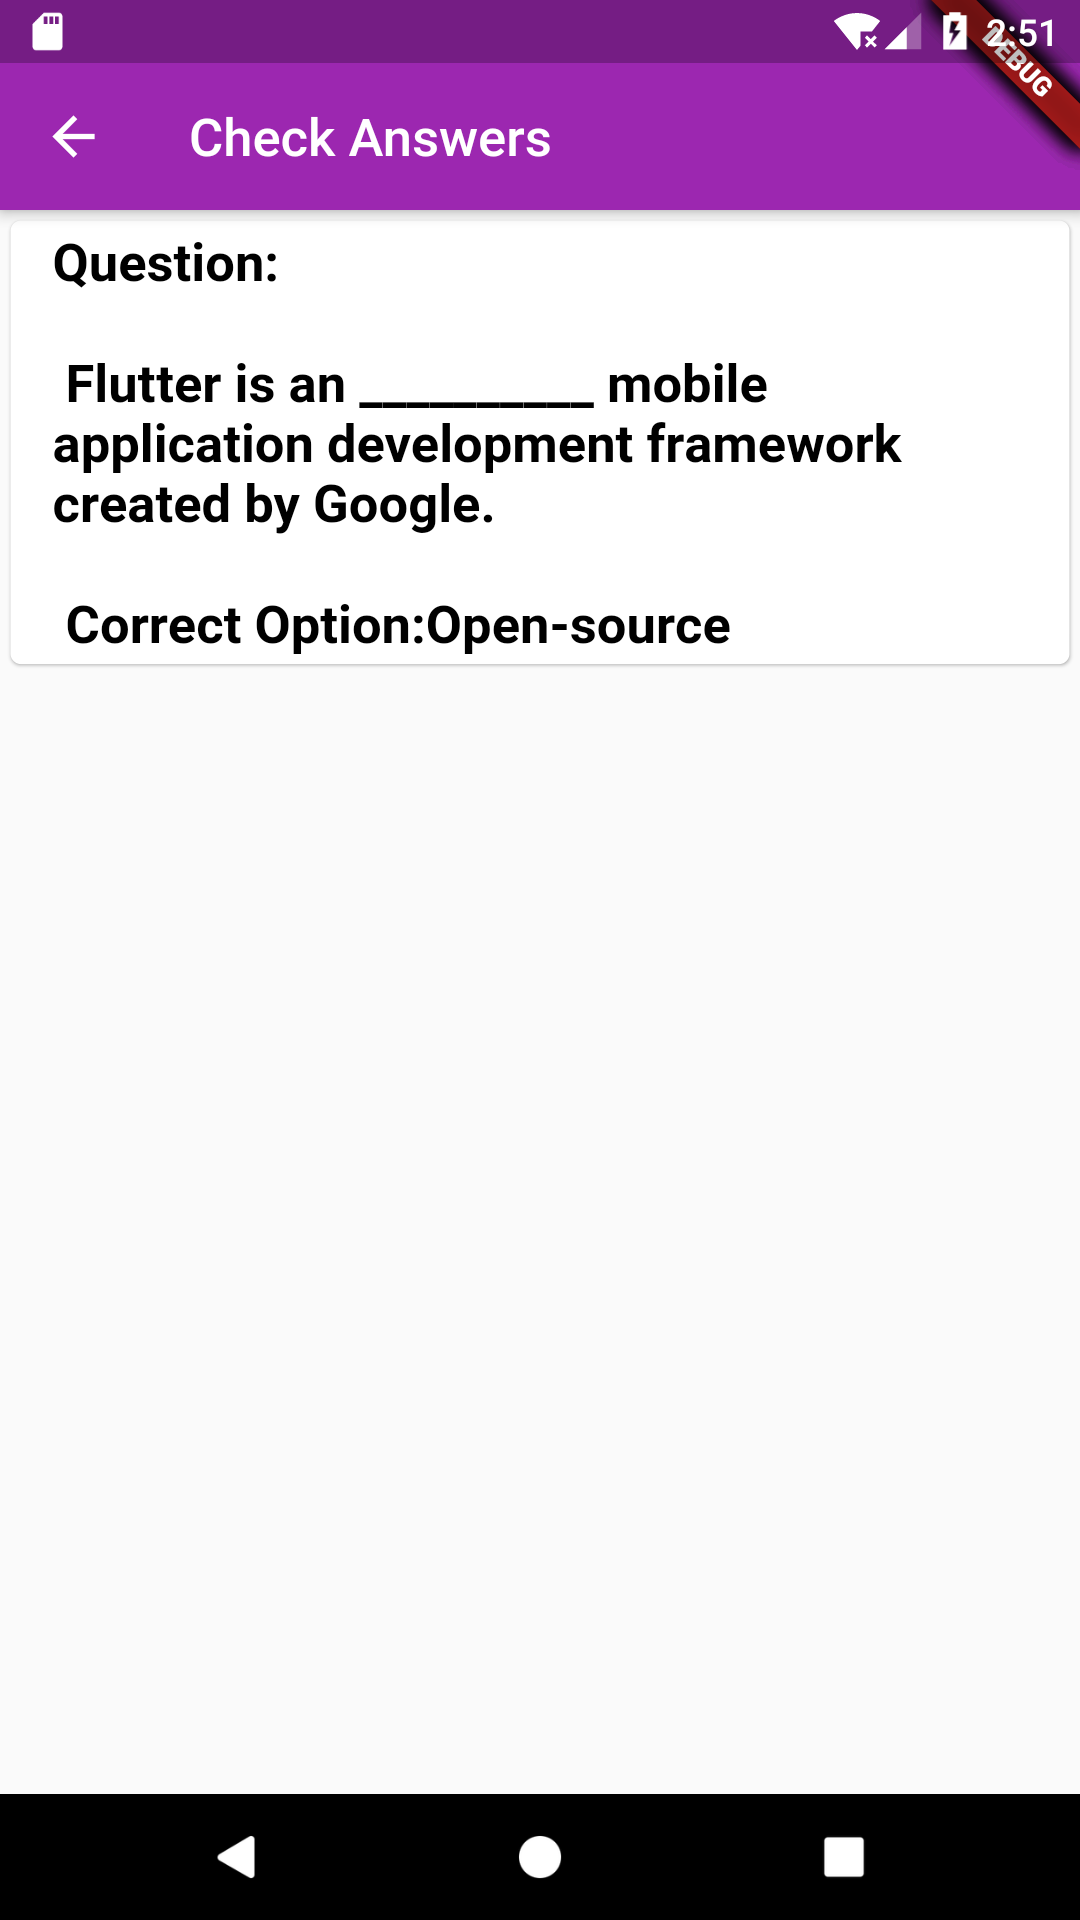 2:51
DEBUG
Check Answers
Question:
Flutter is an __________ mobile
application development framework
created by Google.
Correct Option:Open-source